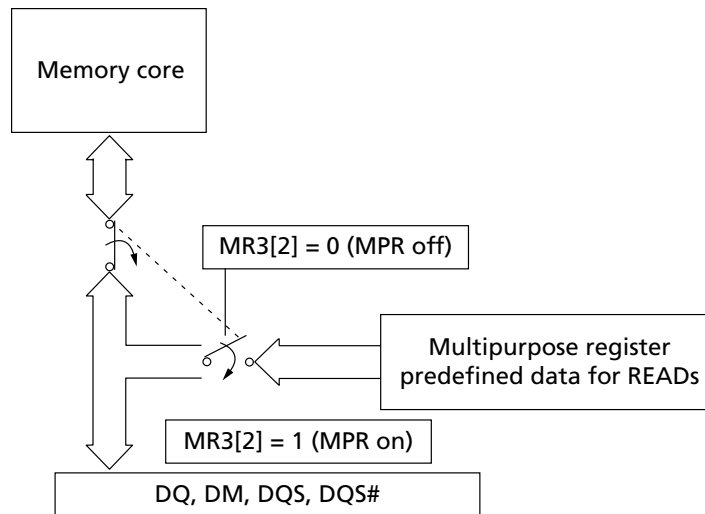 Memory core
MR3[2] = 0 (MPR off)
Multipurpose register
predefined data for READs
MR3[2] = 1 (MPR on)
DQ, DM, DQS, DQS#